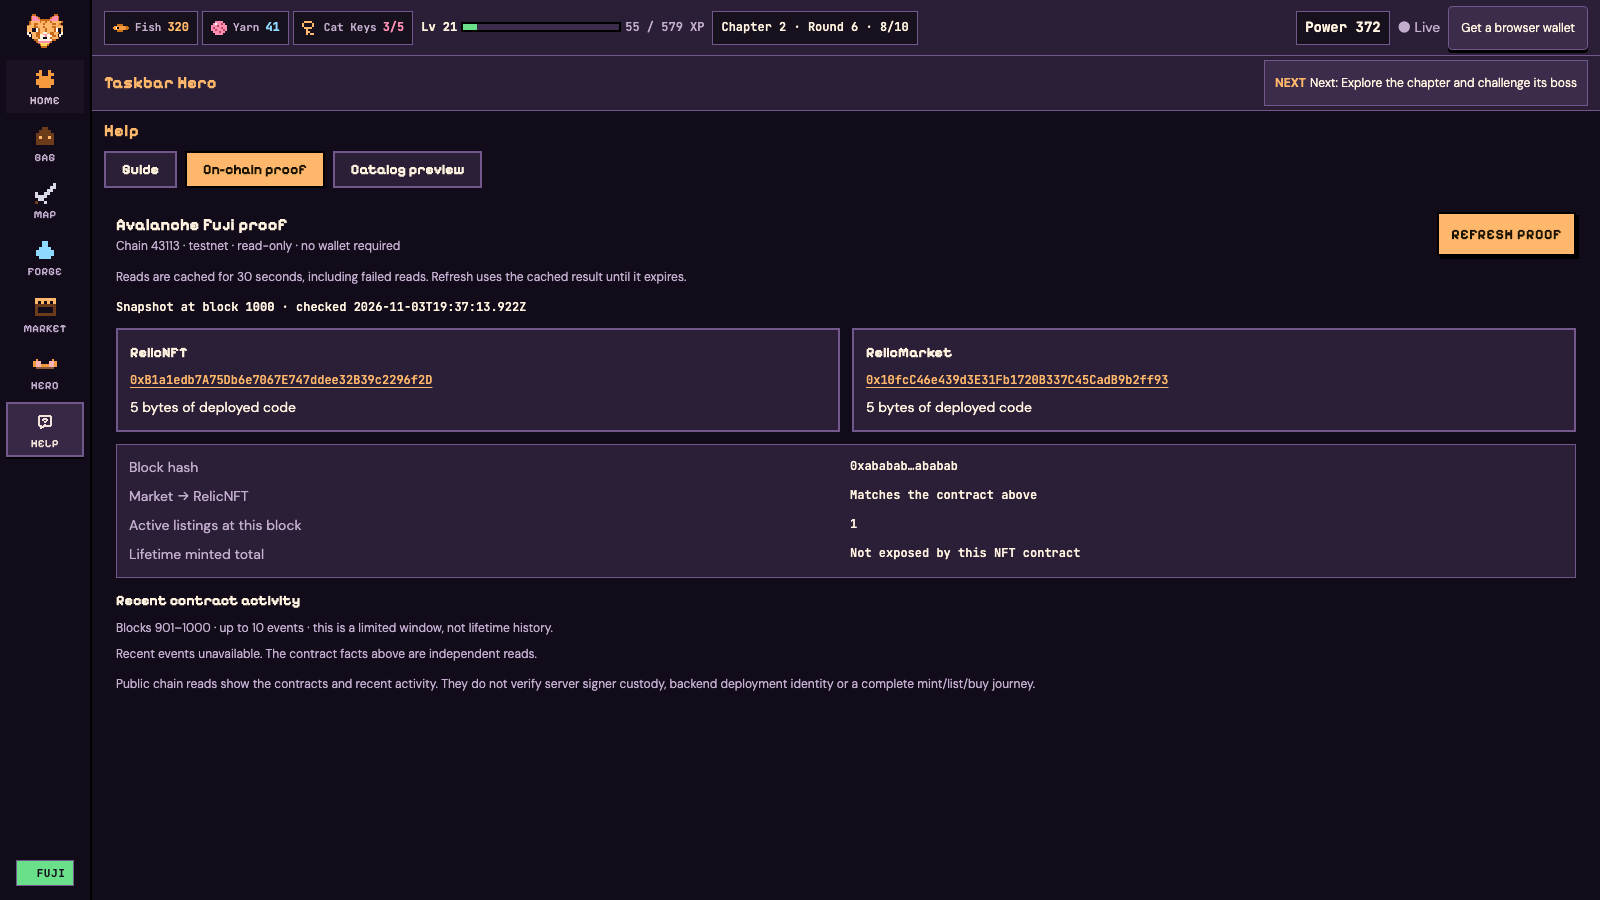 Fish 320
Yarn 41
Cat Keys 3/5
Lv 21
55 / 579 XP
Chapter 2 · Round 6 · 8/10
Power 372
Live
Get a browser wallet
HOME
BAG
MAP
FORGE
MARKET
HERO
HELP
FUJI
Taskbar Hero
NEXT Next: Explore the chapter and challenge its boss
Help
Guide
On-chain proof
Catalog preview
Avalanche Fuji proof
Chain 43113 · testnet · read-only · no wallet required
REFRESH PROOF
Reads are cached for 30 seconds, including failed reads. Refresh uses the cached result until it expires.
Snapshot at block 1000 · checked 2026-11-03T19:37:13.922Z
RelicNFT
0xB1a1edb7A75Db6e7067E747ddee32B39c2296f2D
5 bytes of deployed code
RelicMarket
0x10fcC46e439d3E31Fb1720B337C45CadB9b2ff93
5 bytes of deployed code
Block hash
0xababab…ababab
Market → RelicNFT
Matches the contract above
Active listings at this block
1
Lifetime minted total
Not exposed by this NFT contract
Recent contract activity
Blocks 901–1000 · up to 10 events · this is a limited window, not lifetime history.
Recent events unavailable. The contract facts above are independent reads.
Public chain reads show the contracts and recent activity. They do not verify server signer custody, backend deployment identity or a complete mint/list/buy journey.